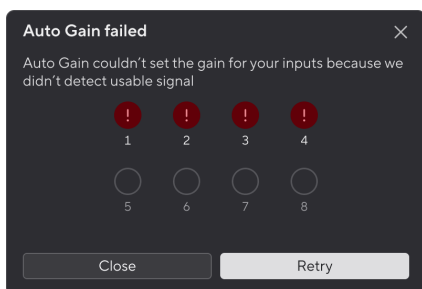 Auto Gain failed
Auto Gain couldn't set the gain for your inputs because we
didn't detect usable signal
! ! ! !
1 2 3 4
5 6 7 8
Close Retry